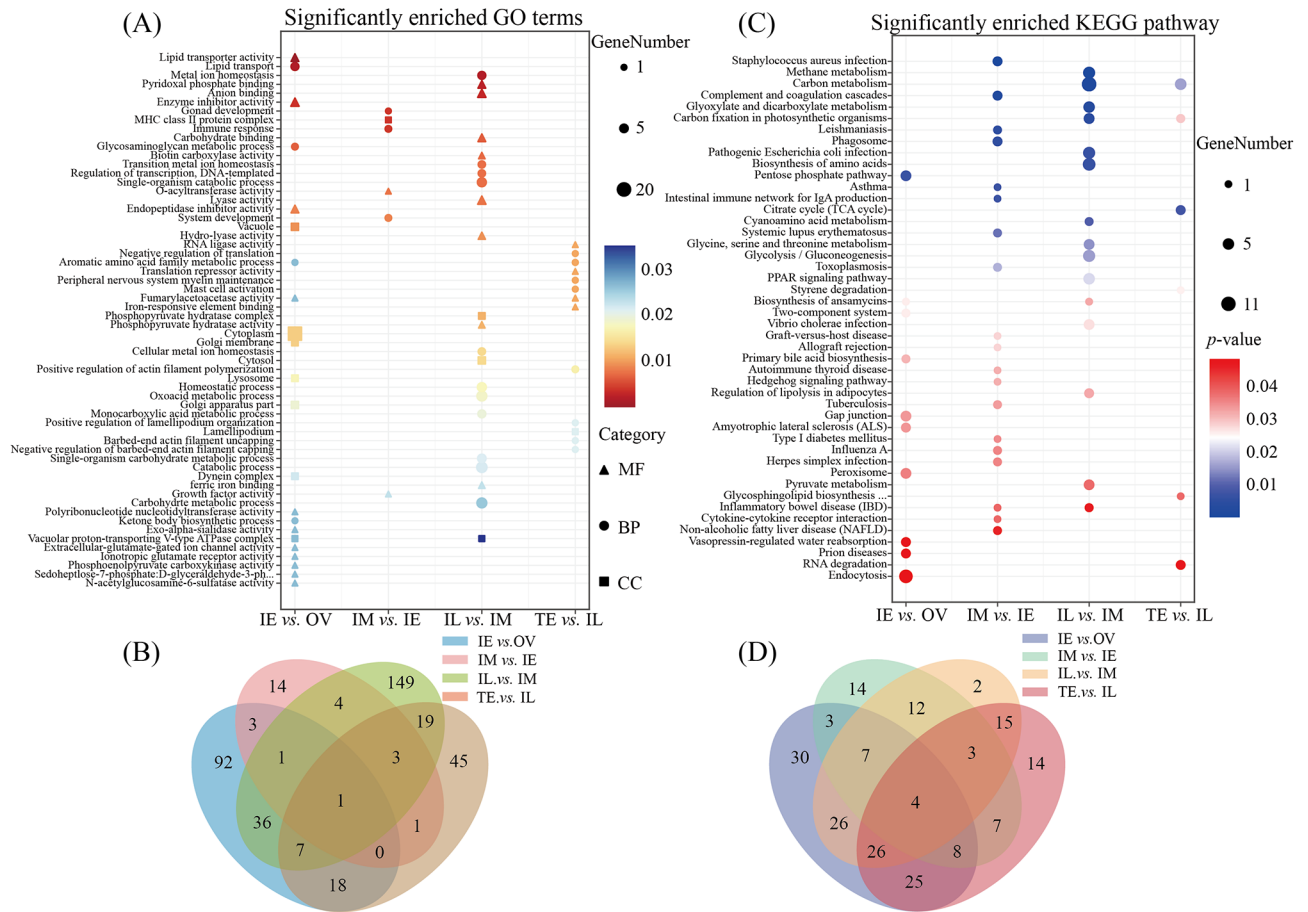 (A)
Significantly enriched GO terms
Lipid transporter activity
Lipid transport
Metal ion homeostasis
Pyridoxal phosphate binding
Anion binding
Enzyme inhibitor activity
Gonad development
MHC class II protein complex
Immune response
Carbohydrate binding
Glycosaminoglycan metabolic process
Biotin carboxylase activity
Transition metal ion homeostasis
Regulation of transcription, DNA-templated
Single-organism catabolic process
O-acyltransferase activity
Lyase activity
Endopeptidase inhibitor activity
System development
Vacuole
Hydro-lyase activity
RNA ligase activity
Negative regulation of translation
Aromatic amino acid family metabolic process
Translation repressor activity
Peripheral nervous system myelin maintenance
Mast cell activation
Fumarylacetoacetase activity
Iron-responsive element binding
Phosphopyruvate hydratase complex
Phosphopyruvate hydratase activity
Cytoplasm
Golgi membrane
Cellular metal ion homeostasis
Cytosol
Positive regulation of actin filament polymerization
Lysosome
Homeostatic process
Oxoacid metabolic process
Golgi apparatus part
Monocarboxylic acid metabolic process
Positive regulation of lamellipodium organization
Lamellipodium
Barbed-end actin filament uncapping
Negative regulation of barbed-end actin filament capping
Single-organism carbohydrate metabolic process
Catabolic process
Dynein complex
ferric iron binding
Growth factor activity
Carbohydrte metabolic process
Polyribonucleotide nucleotidyltransferase activity
Ketone body biosynthetic process
Exo-alpha-sialidase activity
Vacuolar proton-transporting V-type ATPase complex
Extracellular-glutamate-gated ion channel activity
Ionotropic glutamate receptor activity
Phosphoenolpyruvate carboxykinase activity
Sedoheptlose-7-phosphate:D-glyceraldehyde-3-ph...
N-acetylglucosamine-6-sulfatase activity
IE vs. OV
IM vs. IE
IL vs. IM
TE vs. IL
GeneNumber
1
5
20
0.03
0.02
0.01
Category
MF
BP
CC
(C)
Significantly enriched KEGG pathway
Staphylococcus aureus infection
Methane metabolism
Carbon metabolism
Complement and coagulation cascades
Glyoxylate and dicarboxylate metabolism
Carbon fixation in photosynthetic organisms
Leishmaniasis
Phagosome
Pathogenic Escherichia coli infection
Biosynthesis of amino acids
Pentose phosphate pathway
Asthma
Intestinal immune network for IgA production
Citrate cycle (TCA cycle)
Cyanoamino acid metabolism
Systemic lupus erythematosus
Glycine, serine and threonine metabolism
Glycolysis / Gluconeogenesis
Toxoplasmosis
PPAR signaling pathway
Styrene degradation
Biosynthesis of ansamycins
Two-component system
Vibrio cholerae infection
Graft-versus-host disease
Allograft rejection
Primary bile acid biosynthesis
Autoimmune thyroid disease
Hedgehog signaling pathway
Regulation of lipolysis in adipocytes
Tuberculosis
Gap junction
Amyotrophic lateral sclerosis (ALS)
Type I diabetes mellitus
Influenza A
Herpes simplex infection
Peroxisome
Pyruvate metabolism
Glycosphingolipid biosynthesis ...
Inflammatory bowel disease (IBD)
Cytokine-cytokine receptor interaction
Non-alcoholic fatty liver disease (NAFLD)
Vasopressin-regulated water reabsorption
Prion diseases
RNA degradation
Endocytosis
IE vs. OV
IM vs. IE
IL vs. IM
TE vs. IL
GeneNumber
1
5
11
p-value
0.04
0.03
0.02
0.01
(B)
IE vs.OV
IM vs. IE
IL.vs. IM
TE.vs. IL
14
4
149
3
19
92
1
3
45
1
36
1
7
0
18
(D)
IE vs.OV
IM vs. IE
IL.vs. IM
TE.vs. IL
14
12
2
3
15
30
7
3
14
4
26
7
26
8
25